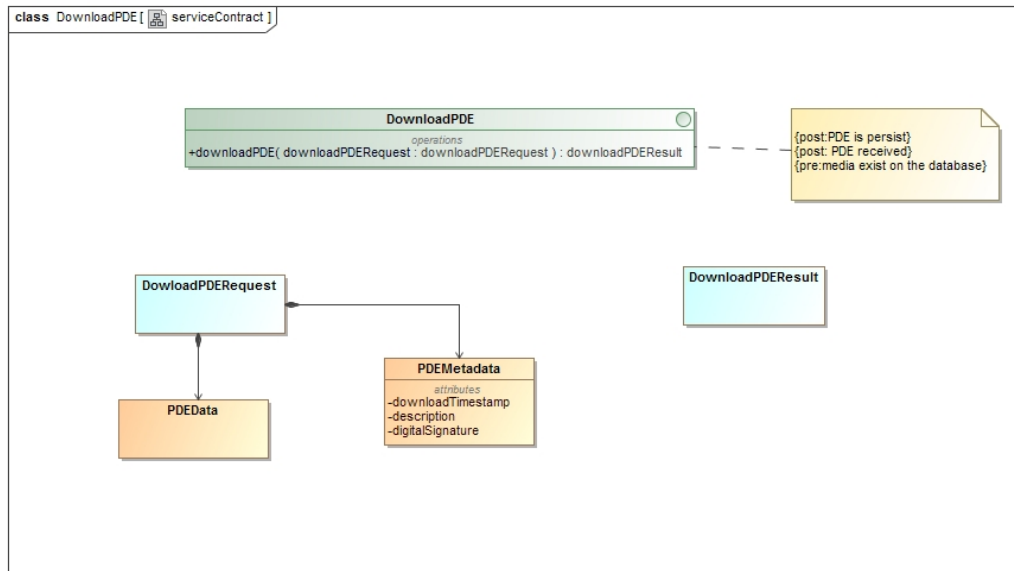 class DownloadPDE [ serviceContract ]
DownloadPDE
operations
+downloadPDE( downloadPDERequest : downloadPDERequest ) : downloadPDEResult
{post:PDE is persist}
{post: PDE received}
{pre:media exist on the database}
DowloadPDERequest
DownloadPDEResult
PDEMetadata
attributes
-downloadTimestamp
-description
-digitalSignature
PDEData